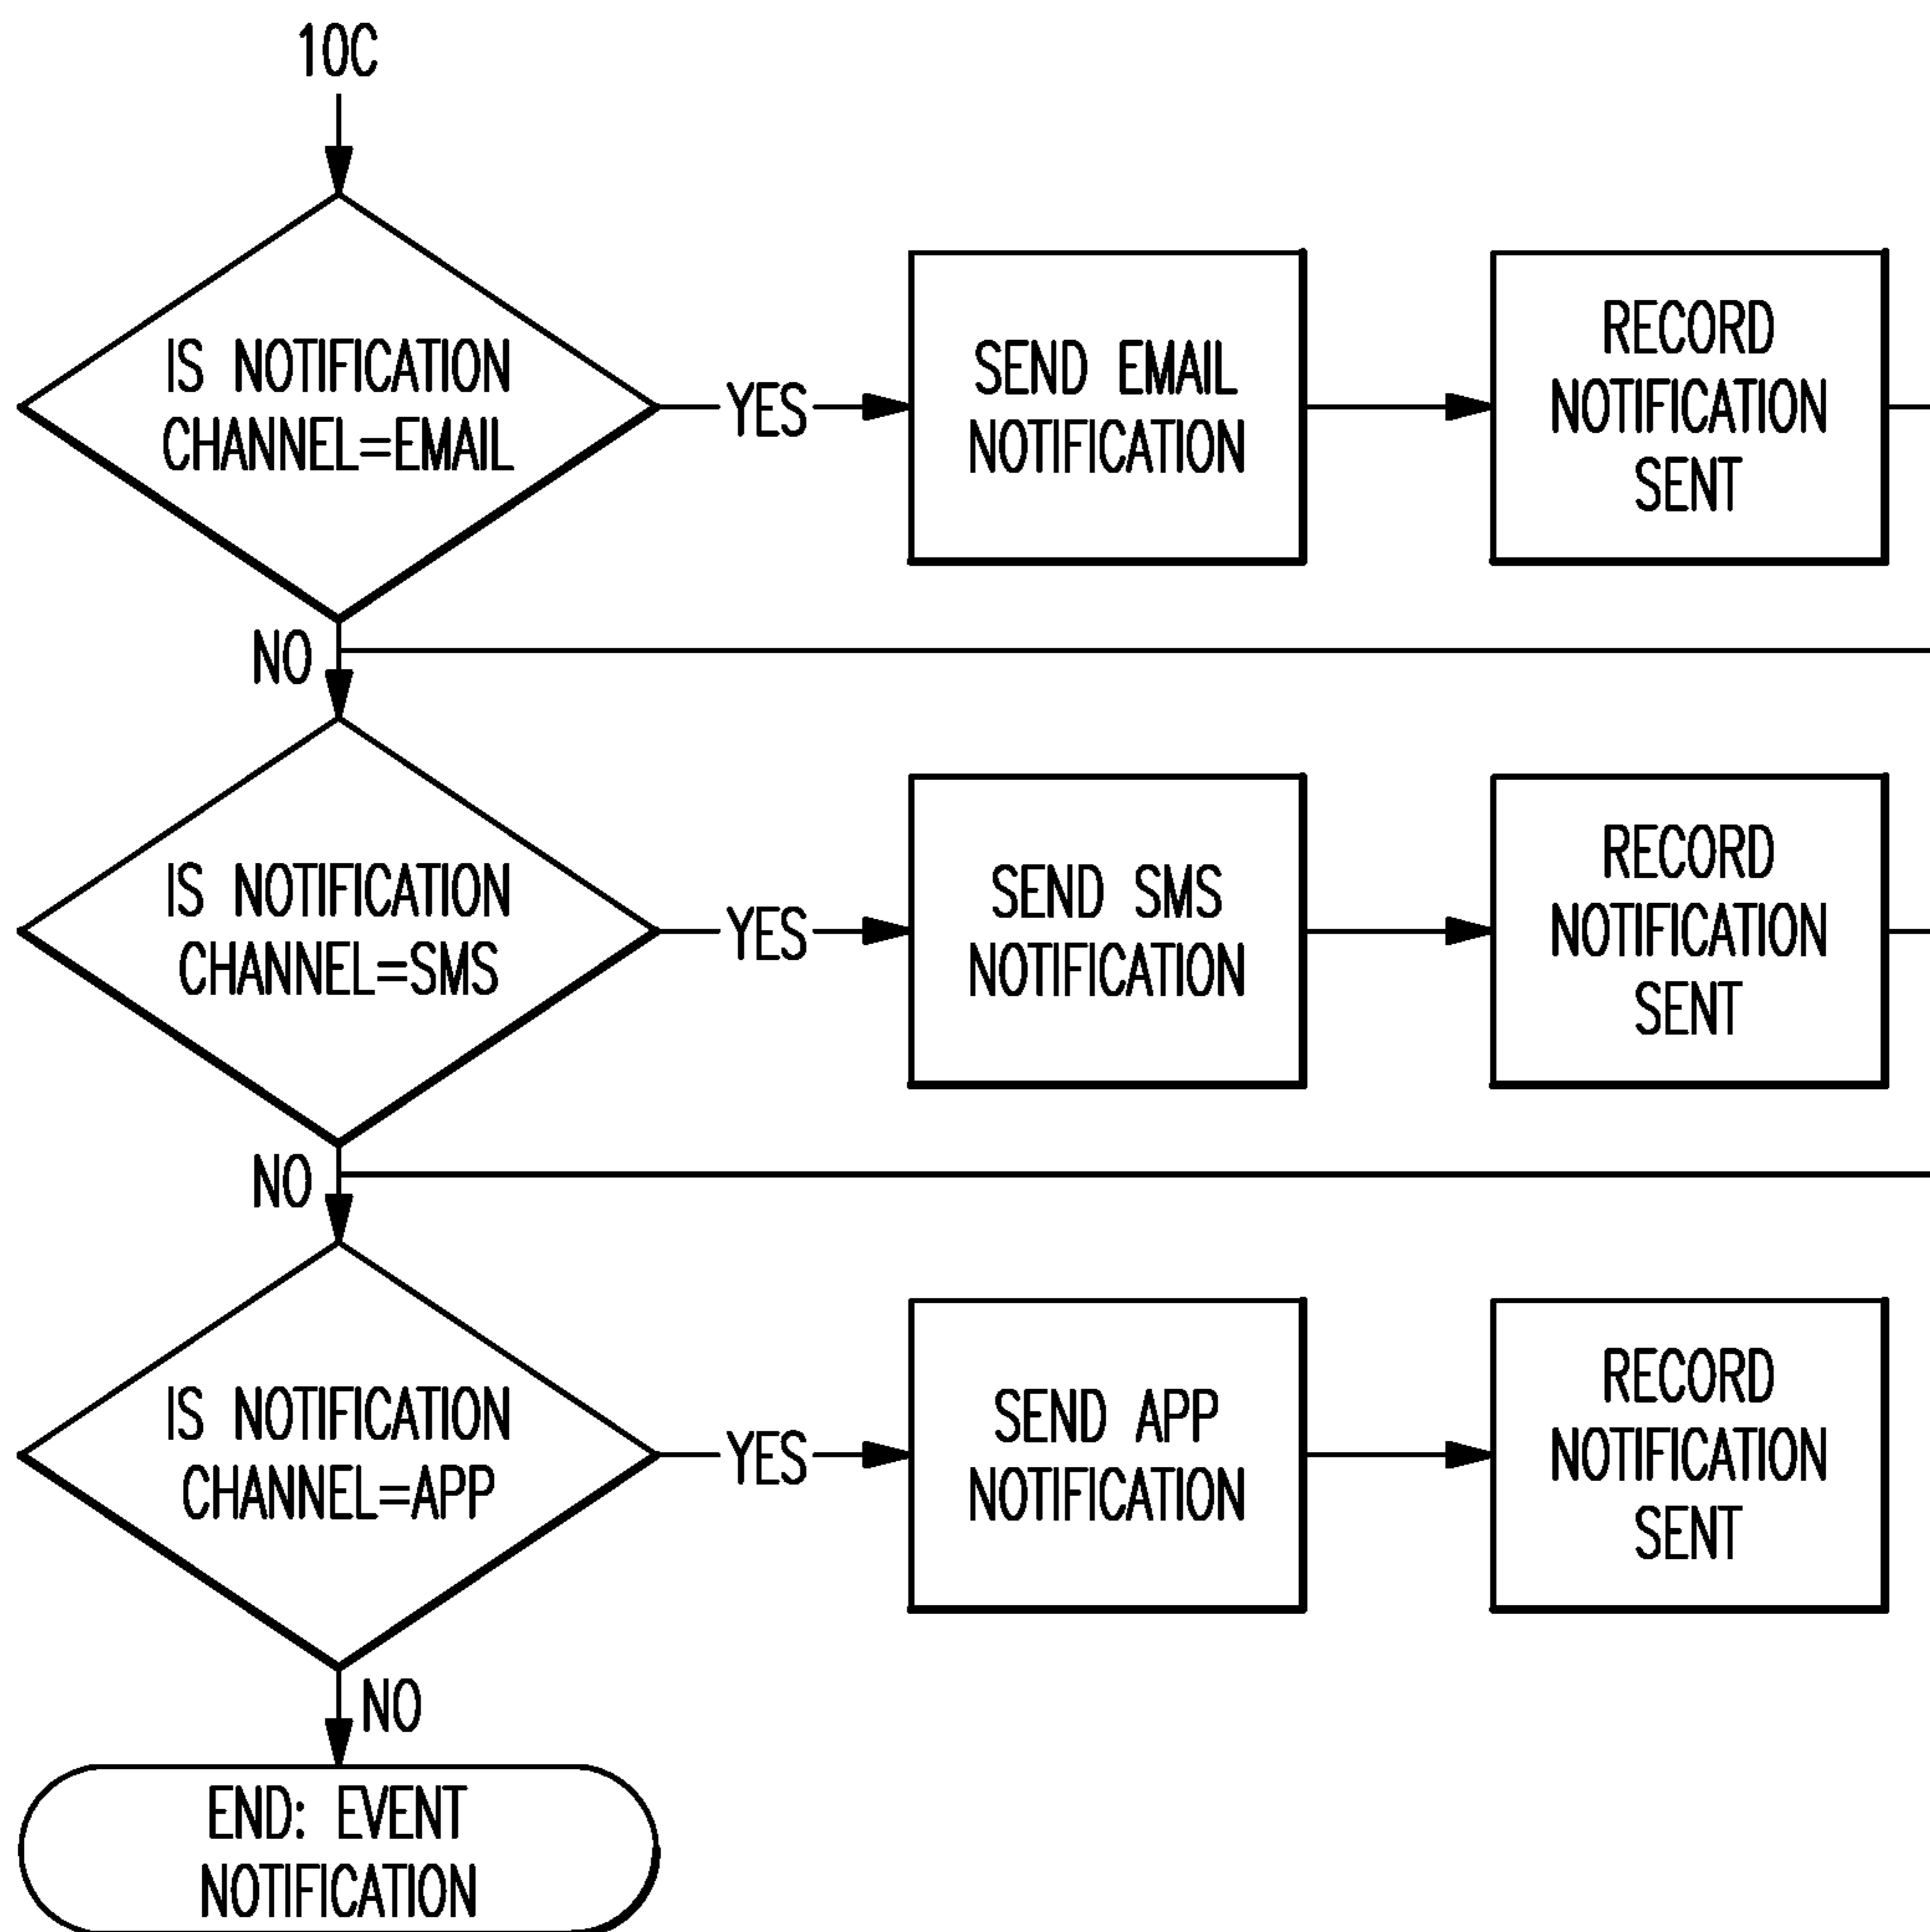 10C
IS NOTIFICATION
CHANNEL=EMAIL
YES
SEND EMAIL
NOTIFICATION
RECORD
NOTIFICATION
SENT
NO
IS NOTIFICATION
CHANNEL=SMS
YES
SEND SMS
NOTIFICATION
RECORD
NOTIFICATION
SENT
NO
IS NOTIFICATION
CHANNEL=APP
YES
SEND APP
NOTIFICATION
RECORD
NOTIFICATION
SENT
NO
END: EVENT
NOTIFICATION